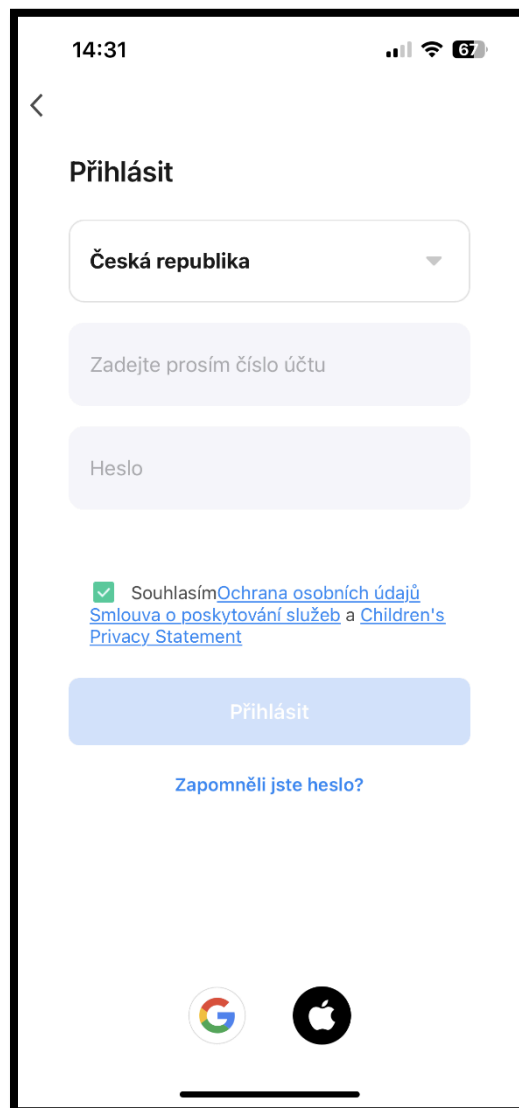 14:31
67
Přihlásit
Česká republika
Zadejte prosím číslo účtu
Heslo
SouhlasímOchrana osobních údajů
Smlouva o poskytování služeb a Children's
Privacy Statement
Přihlásit
Zapomněli jste heslo?